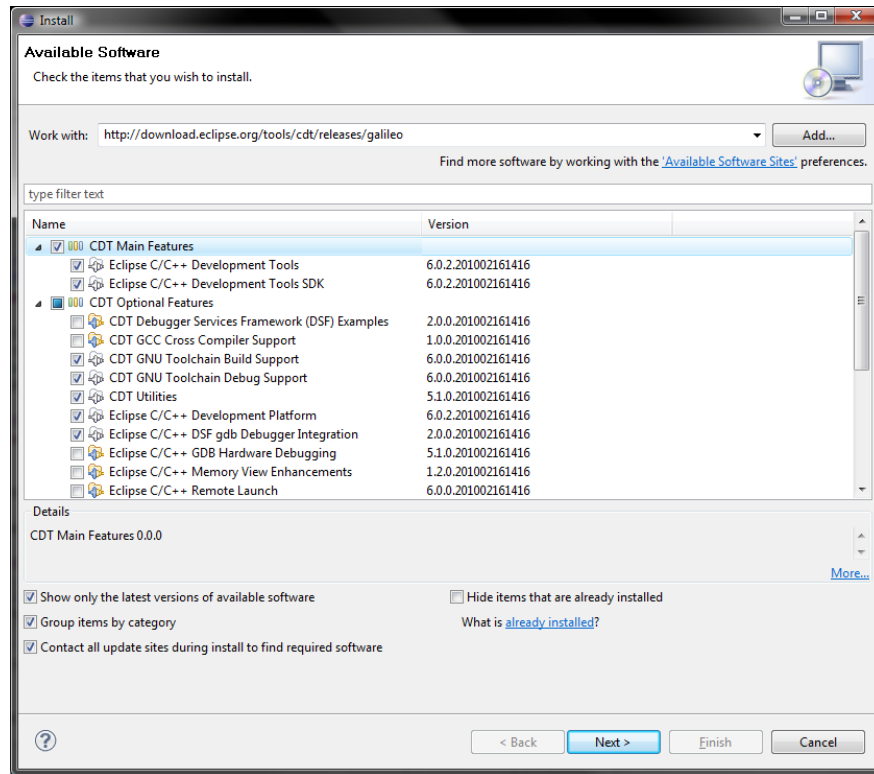 Install
Available Software
Check the items that you wish to install.
Work with: http://download.eclipse.org/tools/cdt/releases/galileo Add...
Find more software by working with the 'Available Software Sites' preferences.
type filter text
Name Version
CDT Main Features
Eclipse C/C++ Development Tools 6.0.2.201002161416
Eclipse C/C++ Development Tools SDK 6.0.2.201002161416
CDT Optional Features
CDT Debugger Services Framework (DSF) Examples 2.0.0.201002161416
CDT GCC Cross Compiler Support 1.0.0.201002161416
CDT GNU Toolchain Build Support 6.0.0.201002161416
CDT GNU Toolchain Debug Support 6.0.0.201002161416
CDT Utilities 5.1.0.201002161416
Eclipse C/C++ Development Platform 6.0.2.201002161416
Eclipse C/C++ DSF gdb Debugger Integration 2.0.0.201002161416
Eclipse C/C++ GDB Hardware Debugging 5.1.0.201002161416
Eclipse C/C++ Memory View Enhancements 1.2.0.201002161416
Eclipse C/C++ Remote Launch 6.0.0.201002161416
Details
CDT Main Features 0.0.0
More...
Show only the latest versions of available software Hide items that are already installed
Group items by category What is already installed?
Contact all update sites during install to find required software
? < Back Next > Finish Cancel